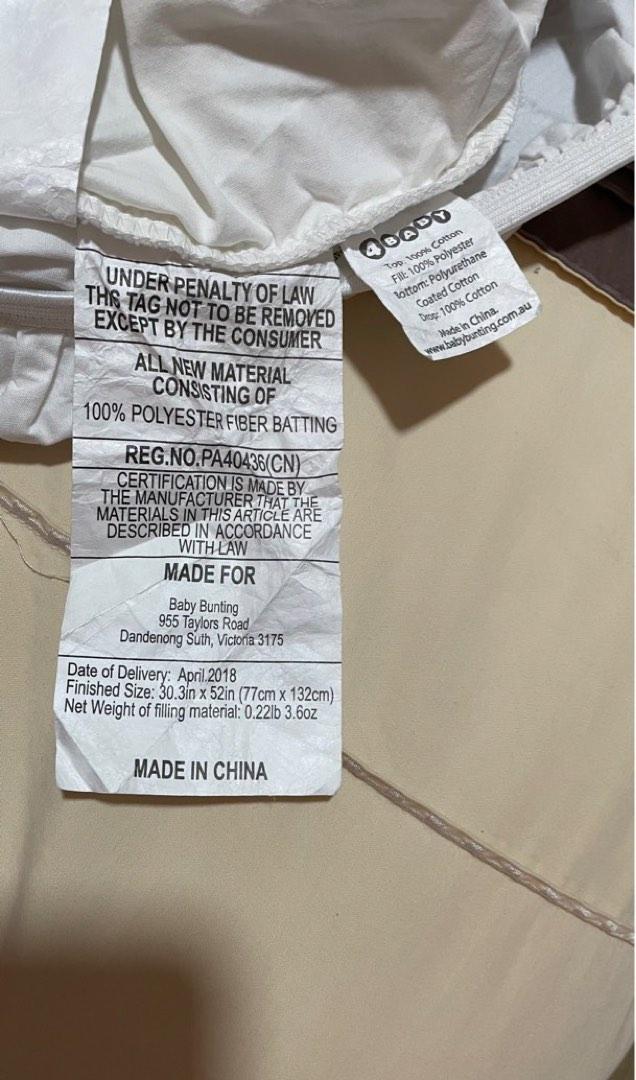 UNDER PENALTY OF LAW
THIS TAG NOT TO BE REMOVED
EXCEPT BY THE CONSUMER
ALL NEW MATERIAL
CONSISTING OF
100% POLYESTER FIBER BATTING
REG.NO.PA40436(CN)
CERTIFICATION IS MADE BY
THE MANUFACTURER THAT THE
MATERIALS IN THIS ARTICLE ARE
DESCRIBED IN ACCORDANCE
WITH LAW
MADE FOR
Baby Bunting
955 Taylors Road
Dandenong Suth, Victoria 3175
Date of Delivery: April.2018
Finished Size: 30.3in x 52in (77cm x 132cm)
Net Weight of filling material: 0.22lb 3.6oz
MADE IN CHINA
4BABY
Top: 100% Cotton
Fill: 100% Polyester
Bottom: Polyurethane
Coated Cotton
Drop: 100% Cotton
Made in China.
www.babybunting.com.au